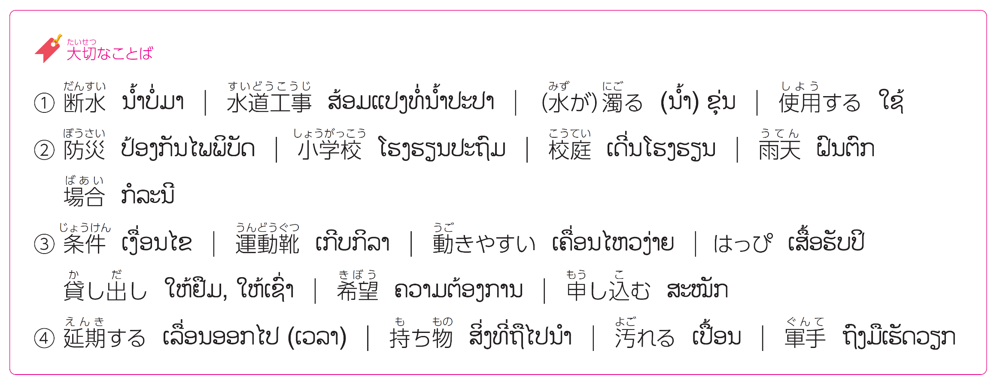 たいせつ
大切なことば
だんすい すいどうこうじ みず にご しよう
① 断水 ນ້ຳບໍ່ມາ | 水道工事 ສ້ອມແປງທໍ່ນ້ຳປະປາ | (水が)濁る (ນ້ຳ) ຂຸ່ນ | 使用する ໃຊ້
ぼうさい しょうがっこう こうてい うてん
② 防災 ປ້ອງກັນໄພພິບັດ | 小学校 ໂຮງຮຽນປະຖົມ | 校庭 ເດີ່ນໂຮງຮຽນ | 雨天 ຝົນຕົກ
ばあい
場合 ກໍລະນີ
じょうけん うんどうぐつ うご
③ 条件 ເງື່ອນໄຂ | 運動靴 ເກີບກິລາ | 動きやすい ເຄື່ອນໄຫວງ່າຍ | はっぴ ເສື້ອຮັບປິ
か だ きぼう もう こ
貸し出し ໃຫ້ຢືມ, ໃຫ້ເຊົ່າ | 希望 ຄວາມຕ້ອງການ | 申し込む ສະໝັກ
えんき も もの よご ぐんて
④ 延期する ເລື່ອນອອກໄປ (ເວລາ) | 持ち物 ສິ່ງທີ່ຖືໄປນຳ | 汚れる ເປື້ອນ | 軍手 ຖົງມືເຮັດວຽກ